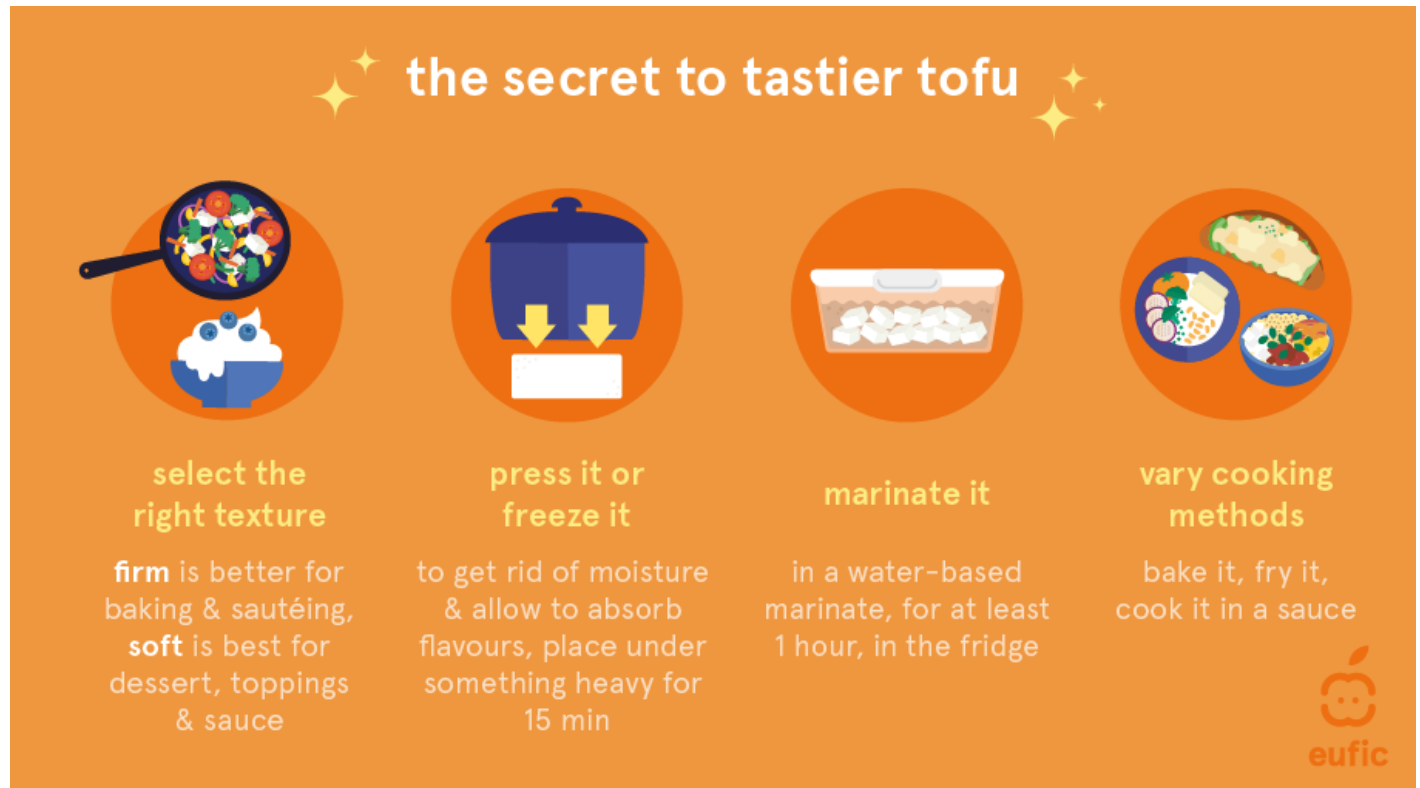 the secret to tastier tofu
select the
right texture
firm is better for
baking & sautéing,
soft is best for
dessert, toppings
& sauce
press it or
freeze it
to get rid of moisture
& allow to absorb
flavours, place under
something heavy for
15 min
marinate it
in a water-based
marinate, for at least
1 hour, in the fridge
vary cooking
methods
bake it, fry it,
cook it in a sauce
eufic